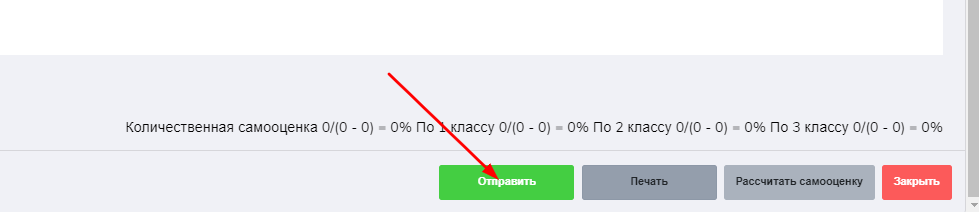 Количественная самооценка 0/(0 - 0) = 0% По 1 классу 0/(0 - 0) = 0% По 2 классу 0/(0 - 0) = 0% По 3 классу 0/(0 - 0) = 0%
Отправить Печать Рассчитать самооценку Закрыть